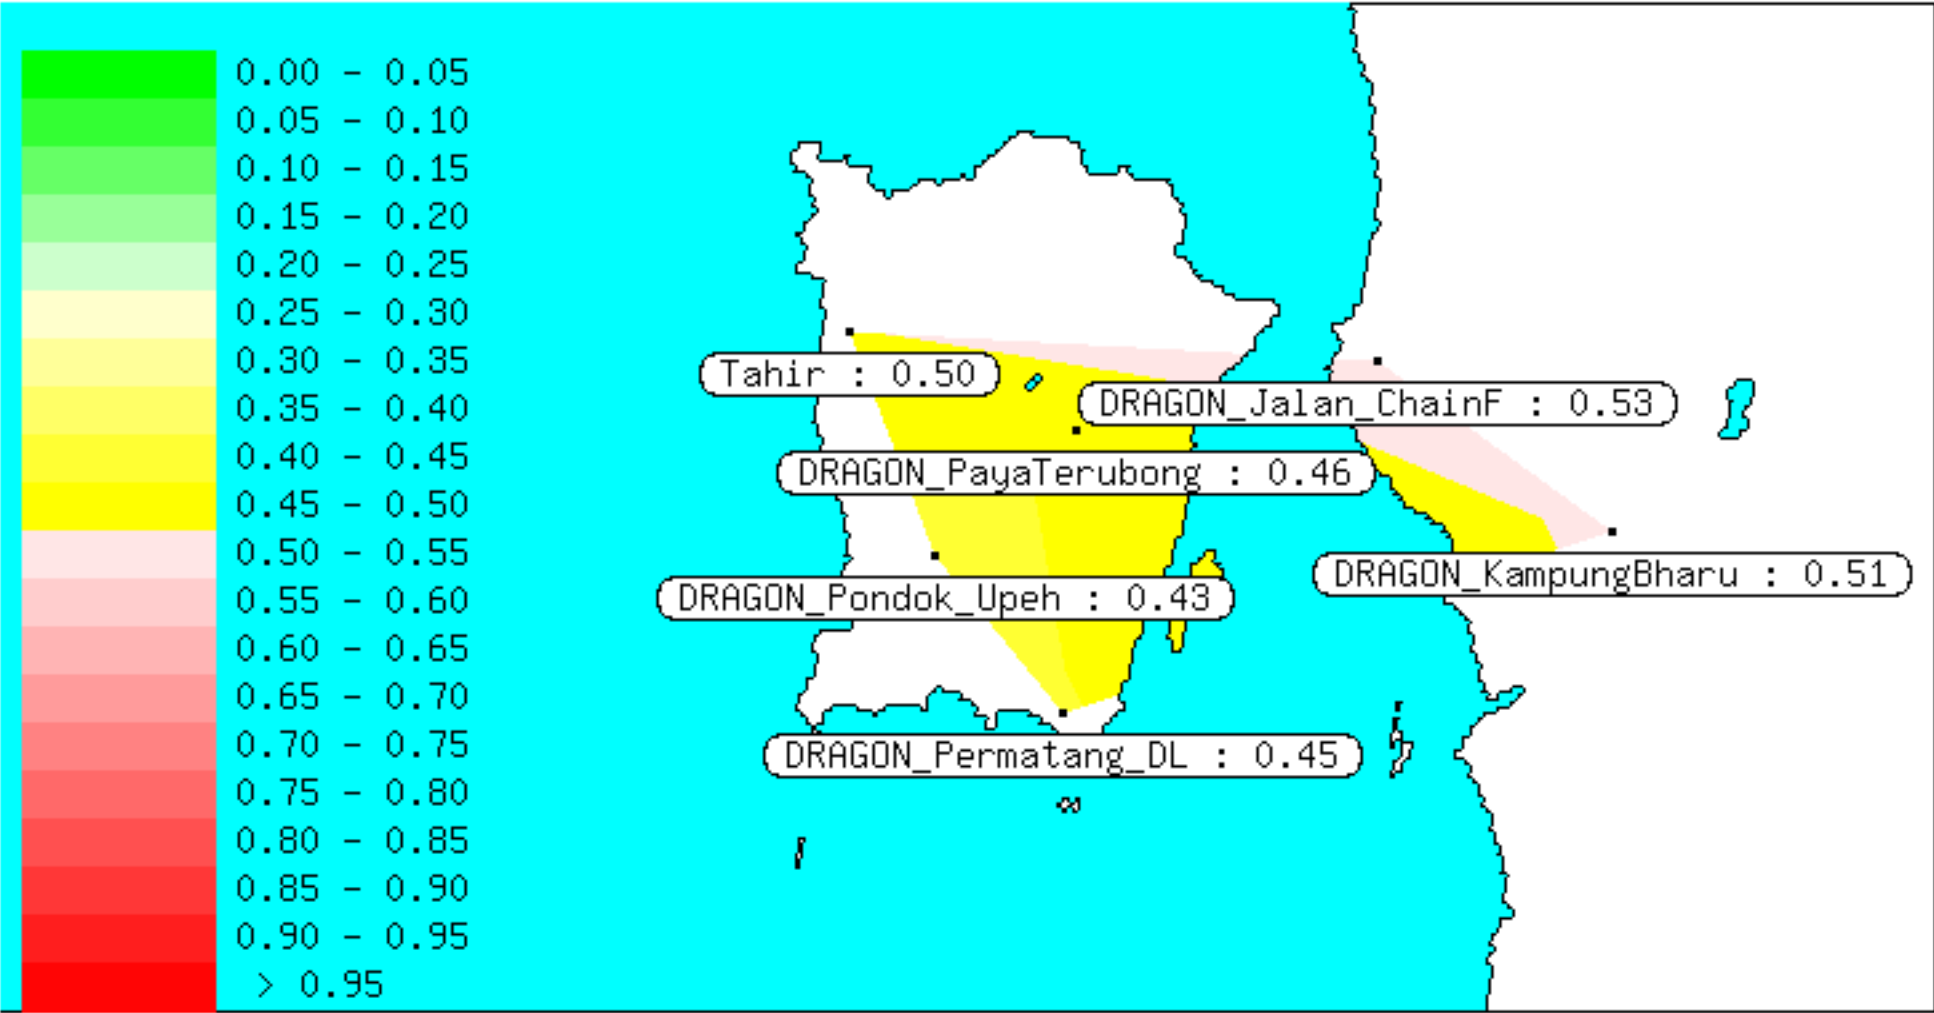 0.00 - 0.05
0.05 - 0.10
0.10 - 0.15
0.15 - 0.20
0.20 - 0.25
0.25 - 0.30
0.30 - 0.35
0.35 - 0.40
0.40 - 0.45
0.45 - 0.50
0.50 - 0.55
0.55 - 0.60
0.60 - 0.65
0.65 - 0.70
0.70 - 0.75
0.75 - 0.80
0.80 - 0.85
0.85 - 0.90
0.90 - 0.95
> 0.95
Tahir : 0.50
DRAGON_Jalan_ChainF : 0.53
DRAGON_PayaTerubong : 0.46
DRAGON_KampungBharu : 0.51
DRAGON_Pondok_Upeh : 0.43
DRAGON_Permatang_DL : 0.45